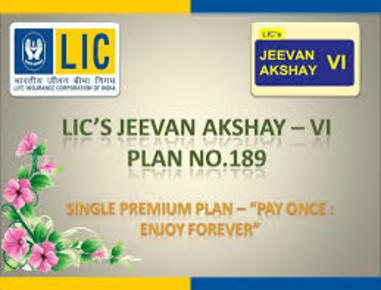 LIC
भारतीय जीवन बीमा निगम
LIFE INSURANCE CORPORATION OF INDIA
LIC's
JEEVAN
AKSHAY VI
LIC'S JEEVAN AKSHAY – VI
PLAN NO.189
SINGLE PREMIUM PLAN – "PAY ONCE :
ENJOY FOREVER"